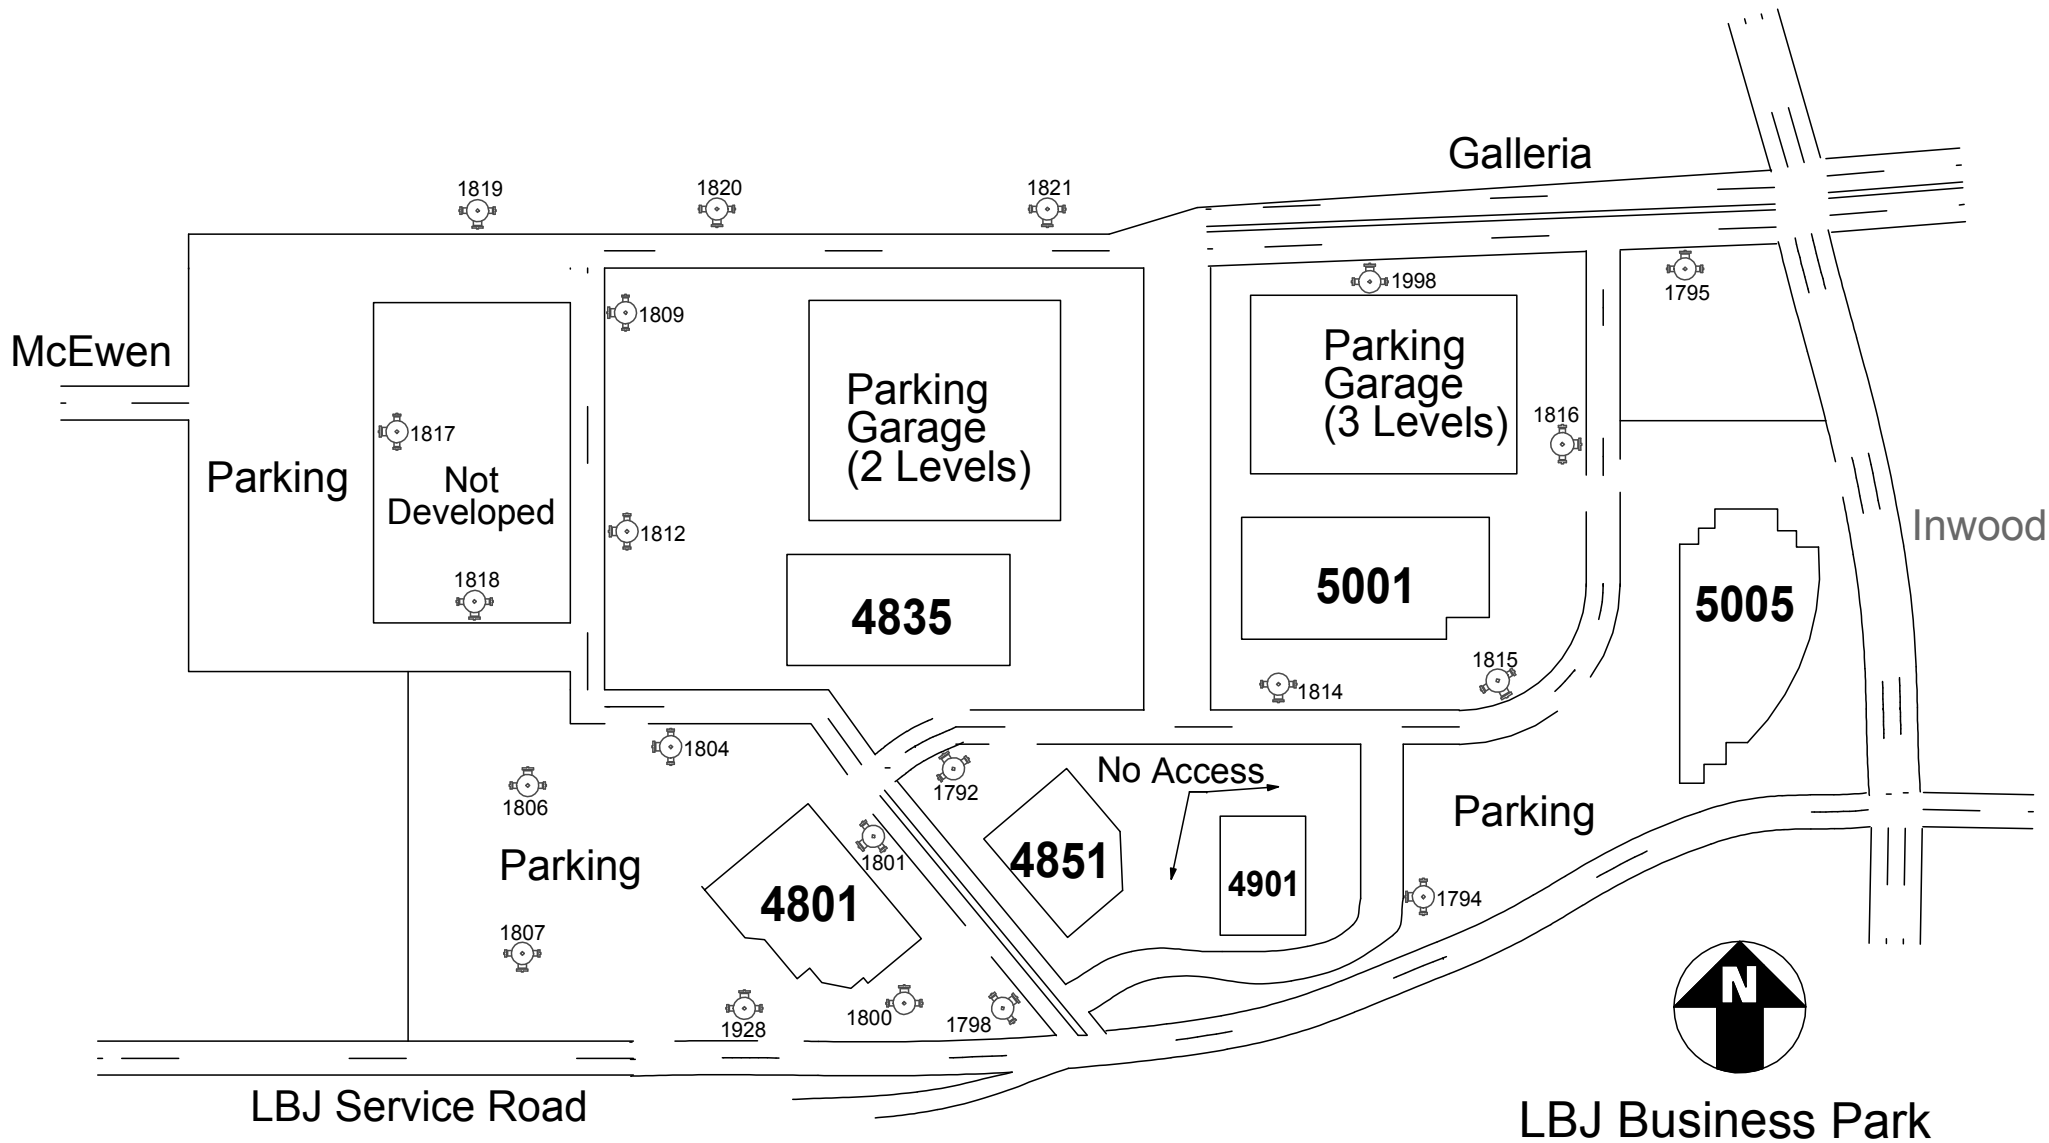 Galleria
1819
1820
1821
1998
1795
1809
McEwen
Parking
Garage
(3 Levels)
Parking
Garage
(2 Levels)
1816
1817
Parking
Not
Developed
Inwood
1812
1818
4835
5001
5005
1815
1814
1804
1792
No Access
1806
Parking
1801
4851
Parking
4801
4901
1794
1807
N
1928
1800
1798
LBJ Service Road
LBJ Business Park